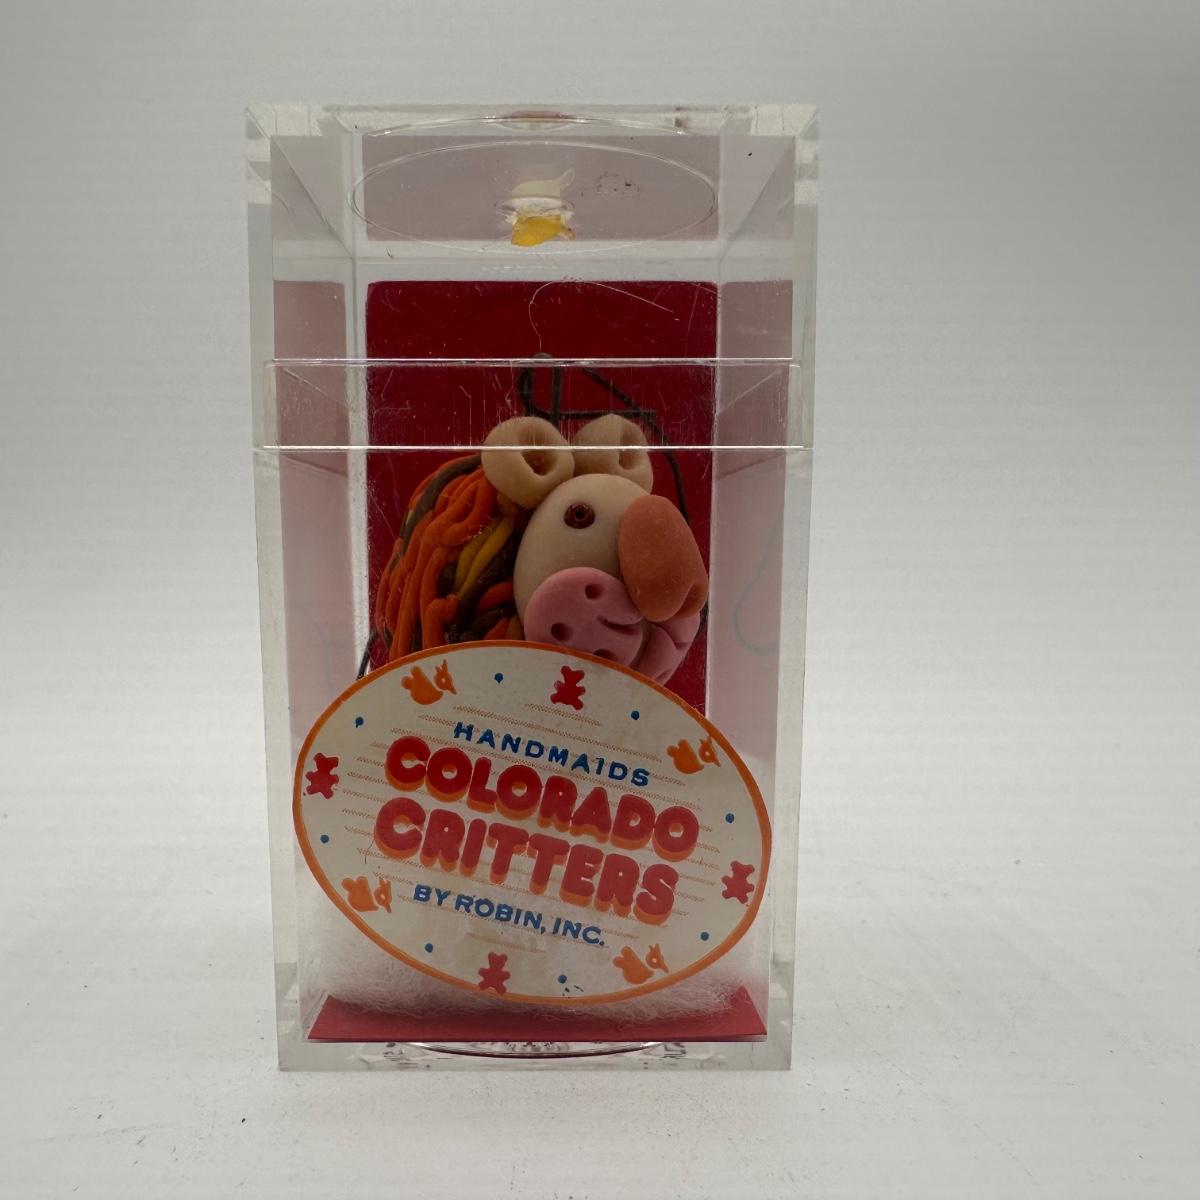 HANDMAIDS
COLORADO
CRITTERS
BY ROBIN, INC.